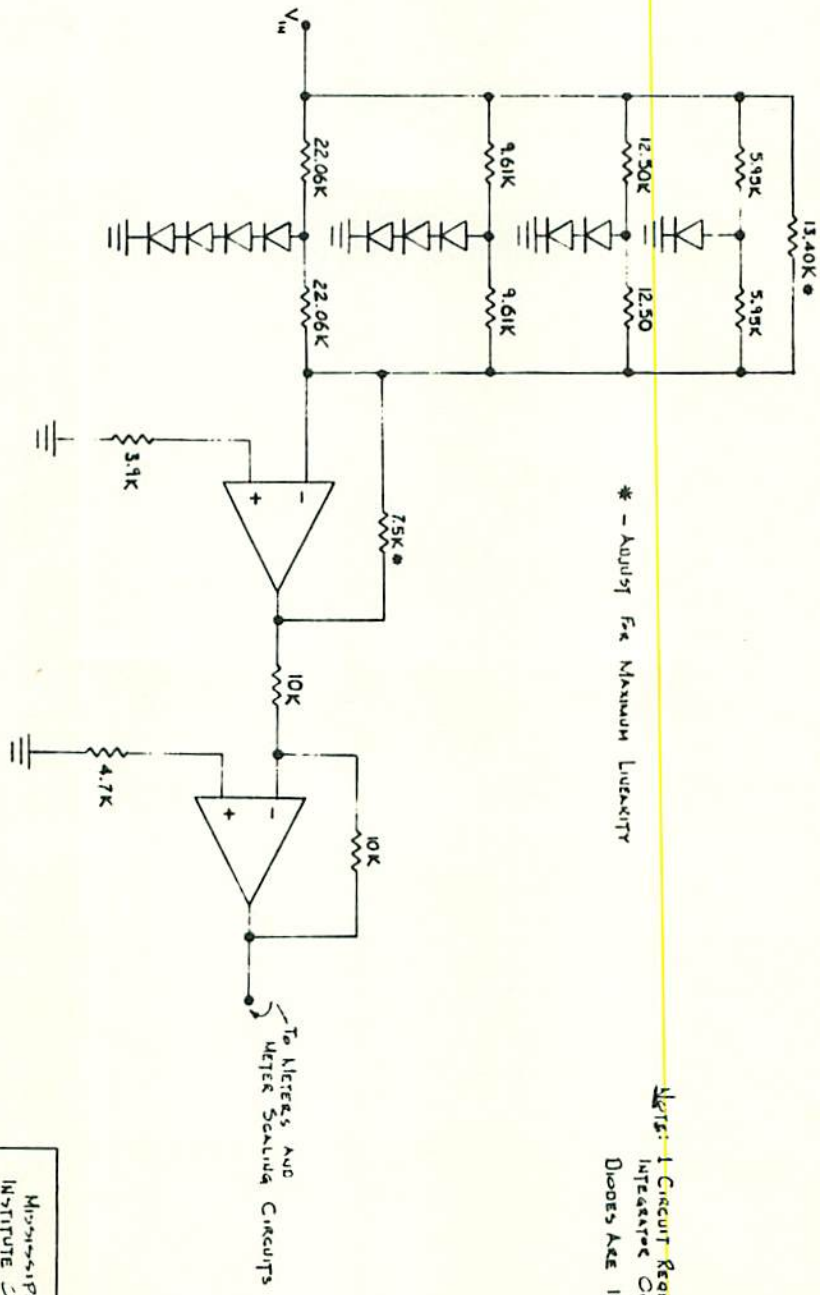 VIN
13.40K*
5.95K
5.95K
12.50K
12.50
9.61K
9.61K
22.06K
22.06K
* - ADJUST FOR MAXIMUM LINEARITY
7.5K*
-
+
3.9K
10K
10K
-
+
4.7K
TO METERS AND
METER SCALING CIRCUITS
NOTE: 1 CIRCUIT
INTEGRATOR
DIODES ARE
INSTITUTE